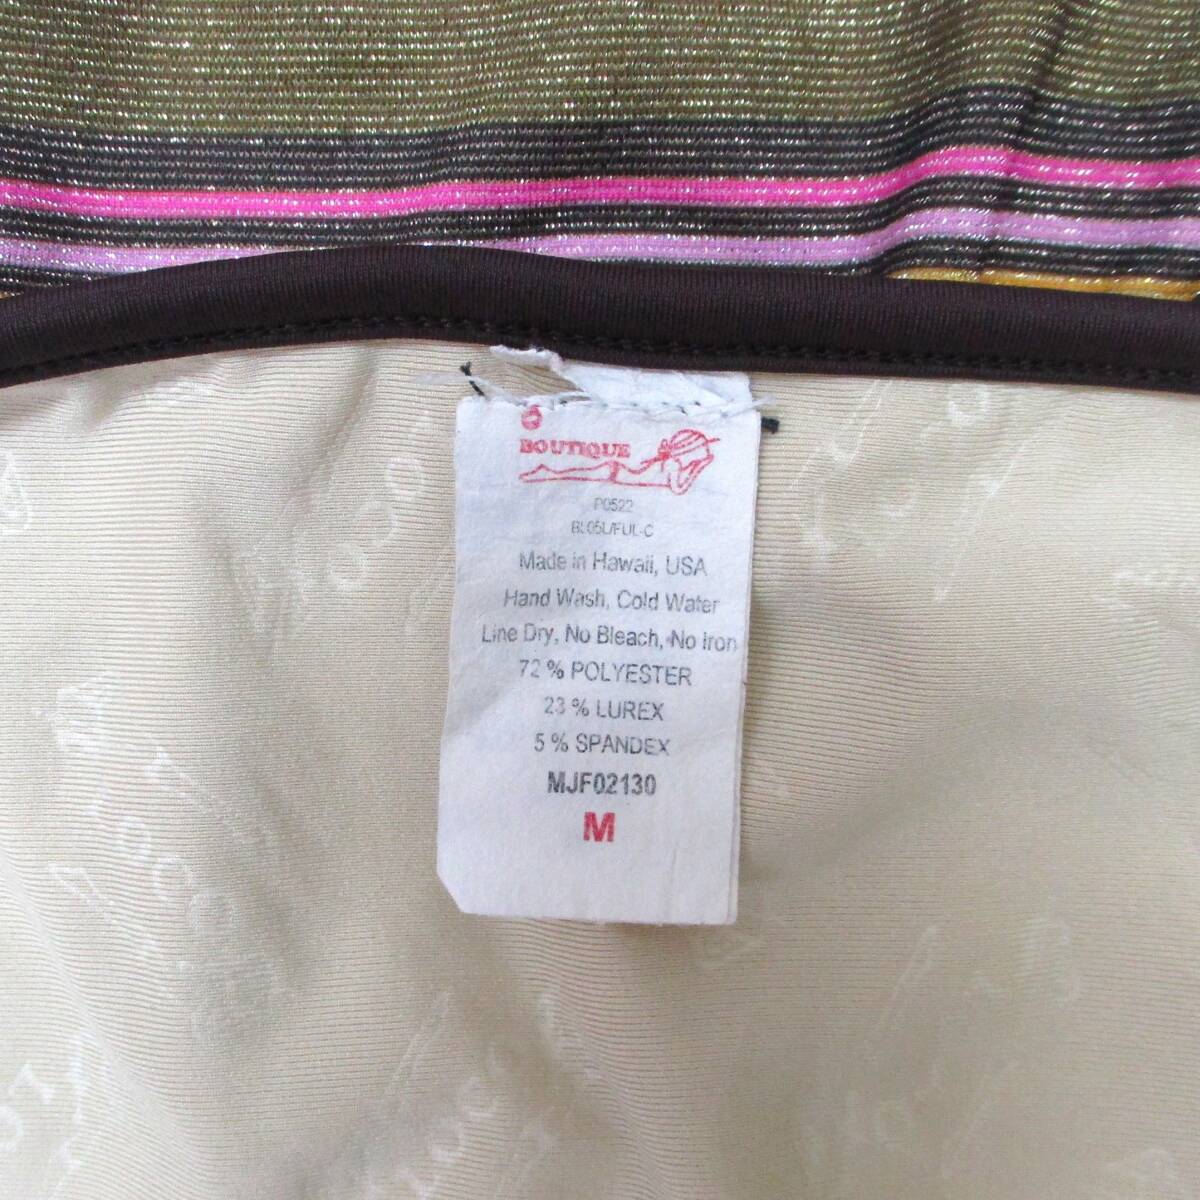 BOUTIQUE
P0522
BL05L/FUL-C
Made in Hawaii, USA
Hand Wash, Cold Water
Line Dry, No Bleach, No Iron
72 % POLYESTER
23 % LUREX
5 % SPANDEX
MJF02130
M